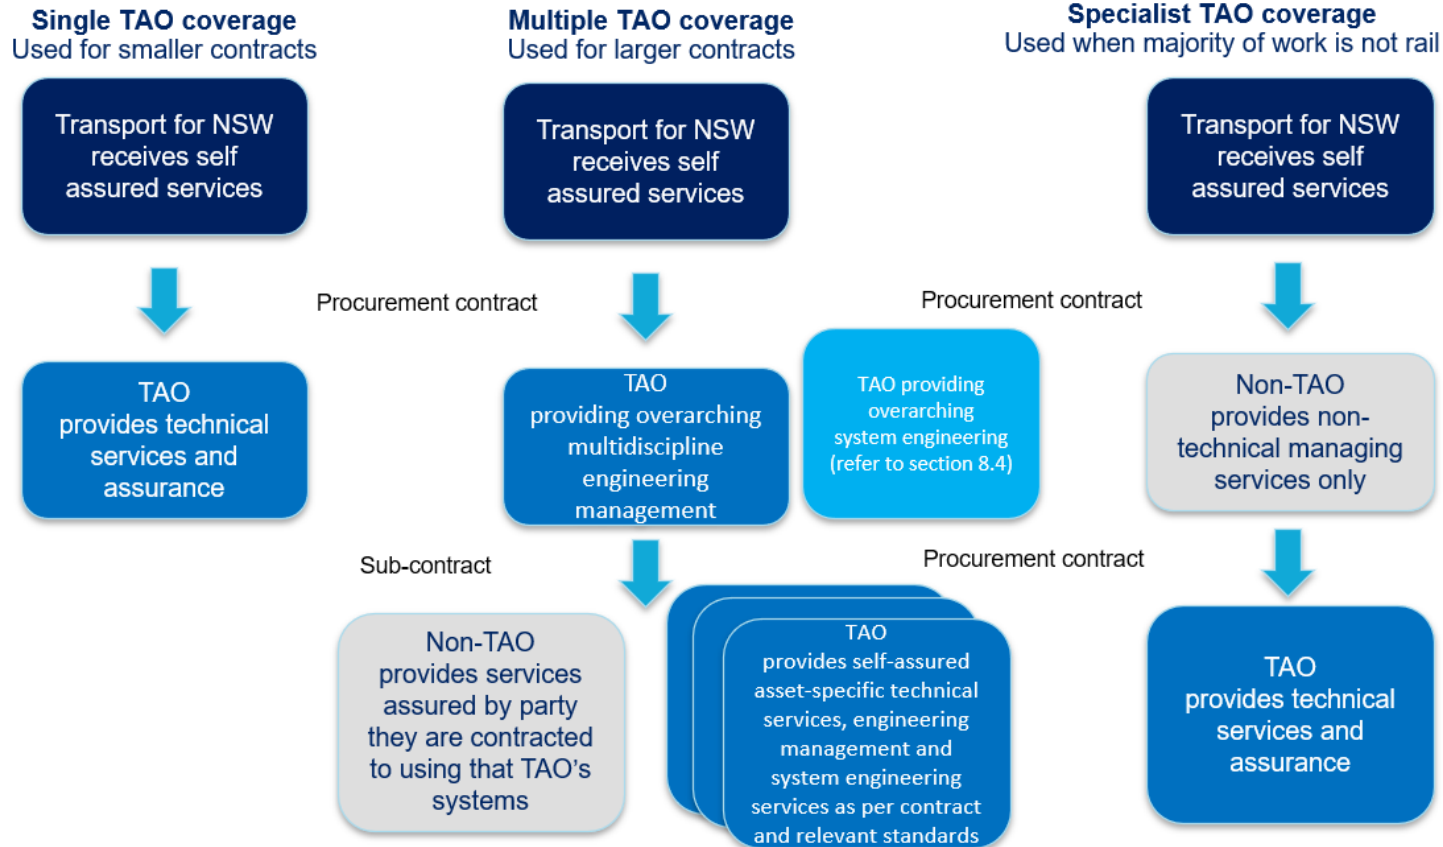 Single TAO coverage
Used for smaller contracts
Transport for NSW
receives self
assured services
Procurement contract
TAO
provides technical
services and
assurance
Multiple TAO coverage
Used for larger contracts
Transport for NSW
receives self
assured services
TAO
providing overarching
multidiscipline
engineering
management
TAO providing
overarching
system engineering
(refer to section 8.4)
Sub-contract
Non-TAO
provides services
assured by party
they are contracted
to using that TAO’s
systems
TAO
provides self-assured
asset-specific technical
services, engineering
management and
system engineering
services as per contract
and relevant standards
Specialist TAO coverage
Used when majority of work is not rail
Transport for NSW
receives self
assured services
Procurement contract
Non-TAO
provides non-
technical managing
services only
Procurement contract
TAO
provides technical
services and
assurance